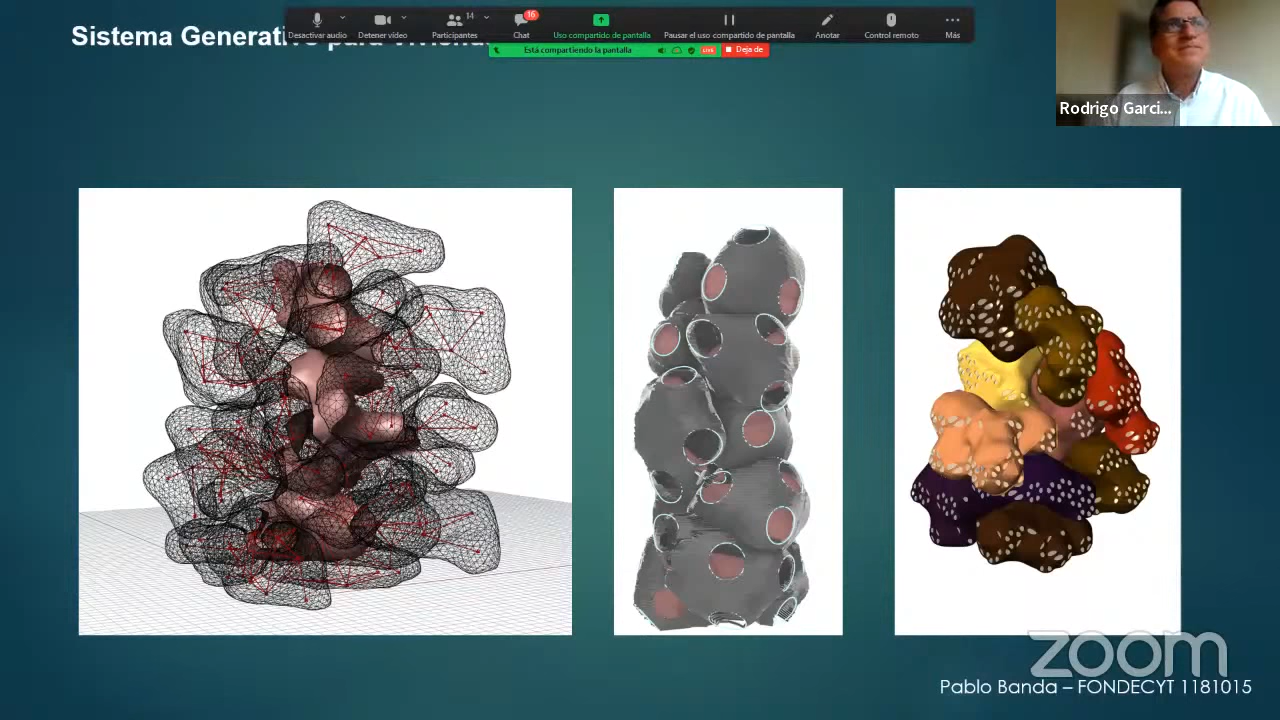 Desactivar audio
Detener video
Participantes
14
Chat
16
Uso compartido de pantalla
Pausar el uso compartido de pantalla
Anotar
Control remoto
Más
Sistema Generati
Está compartiendo la pantalla
LIVE
Deja de
Rodrigo Garci...
zoom
Pablo Banda – FONDECYT 1181015